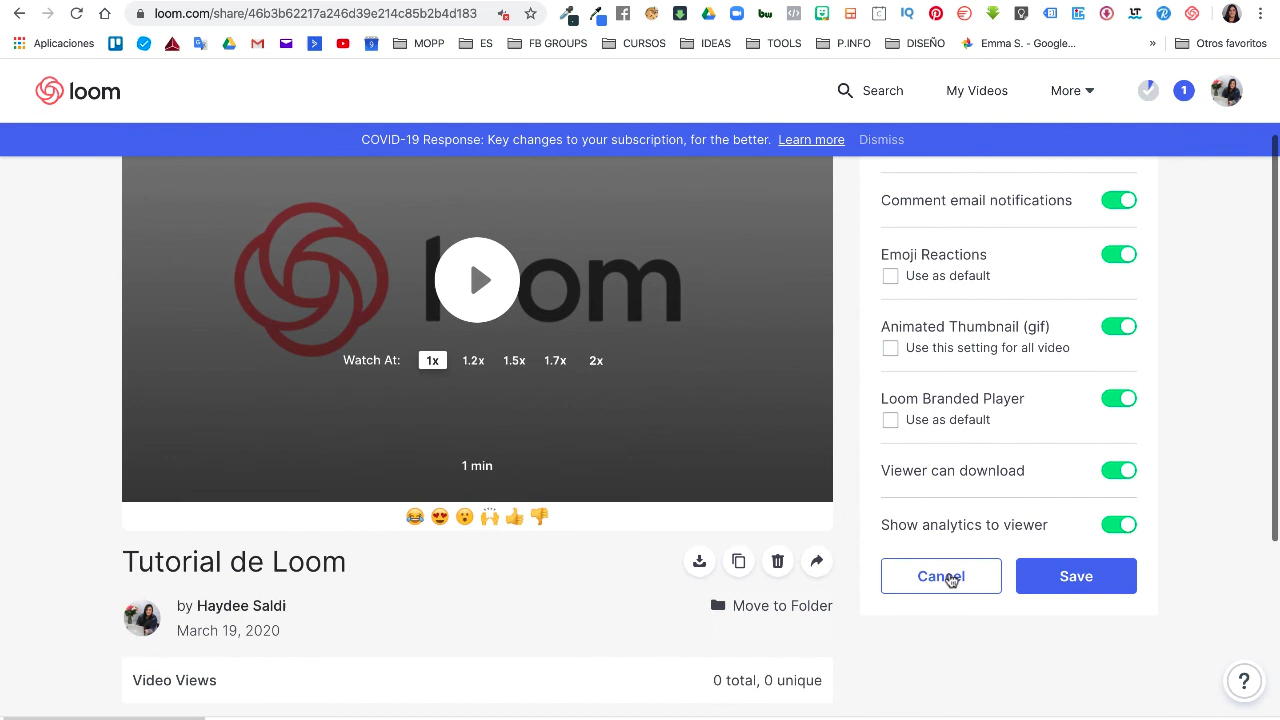 loom.com/share/46b3b62217a246d39e214c85b2b4d183
Aplicaciones
MOPP
ES
FB GROUPS
CURSOS
IDEAS
TOOLS
P.INFO
DISEÑO
Emma S. - Google...
»
Otros favoritos
loom
Search
My Videos
More
1
COVID-19 Response: Key changes to your subscription, for the better. Learn more Dismiss
loom
Watch At: 1x 1.2x 1.5x 1.7x 2x
1 min
Comment email notifications
Emoji Reactions
Use as default
Animated Thumbnail (gif)
Use this setting for all video
Loom Branded Player
Use as default
Viewer can download
Show analytics to viewer
Cancel
Save
Tutorial de Loom
by Haydee Saldi
March 19, 2020
Move to Folder
Video Views
0 total, 0 unique
?